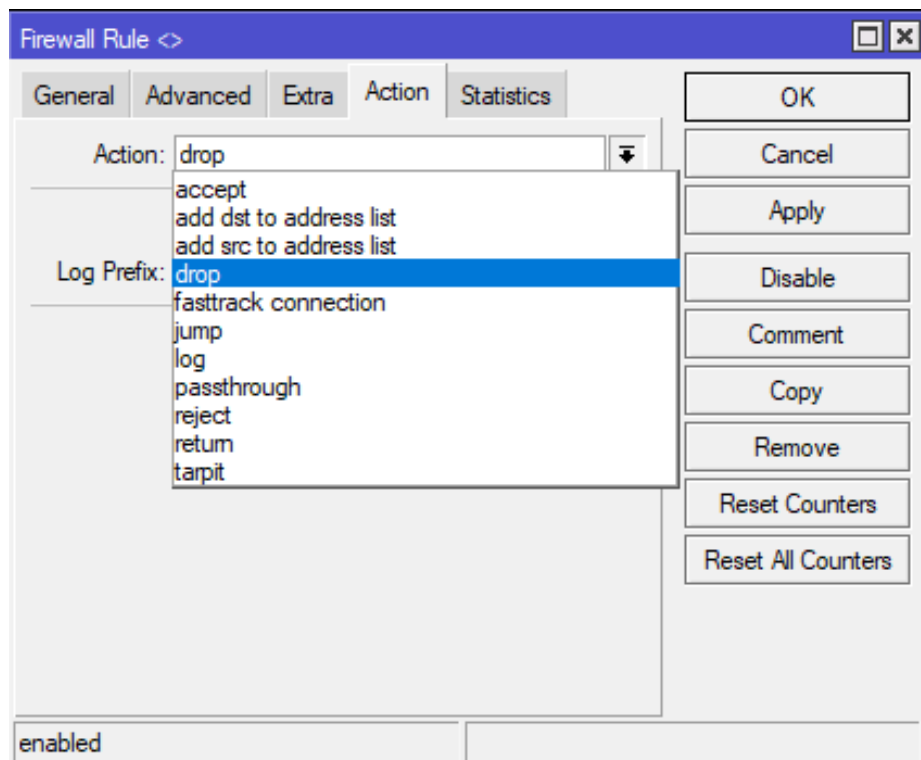 Firewall Rule <>
General Advanced Extra Action Statistics
Action: drop
accept
add dst to address list
add src to address list
Log Prefix: drop
fasttrack connection
jump
log
passthrough
reject
return
tarpit
OK
Cancel
Apply
Disable
Comment
Copy
Remove
Reset Counters
Reset All Counters
enabled